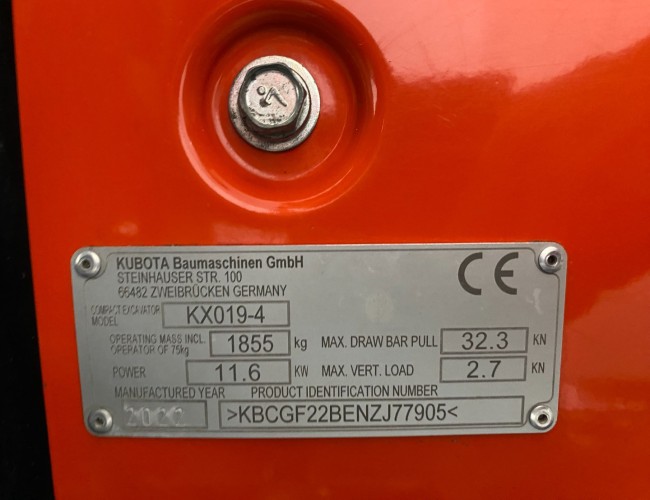 KUBOTA Baumaschinen GmbH
STEINHAUSER STR. 100
66482 ZWEIBRÜCKEN GERMANY
CE
COMPACT EXCAVATOR MODEL KX019-4
OPERATING MASS INCL. OPERATOR OF 75kg 1855 kg MAX. DRAW BAR PULL 32.3 KN
POWER 11.6 KW MAX. VERT. LOAD 2.7 KN
MANUFACTURED YEAR PRODUCT IDENTIFICATION NUMBER
2022 >KBCGF22BENZJ77905<